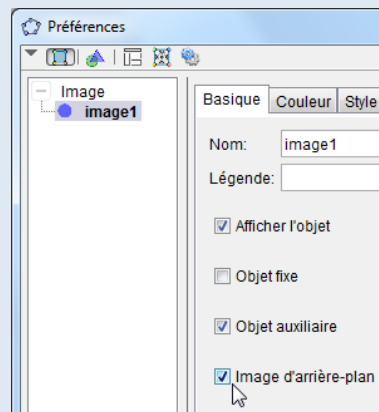 Préférences
Image
image1
Basique
Couleur
Style
Nom:
image1
Légende:
Afficher l'objet
Objet fixe
Objet auxiliaire
Image d'arrière-plan